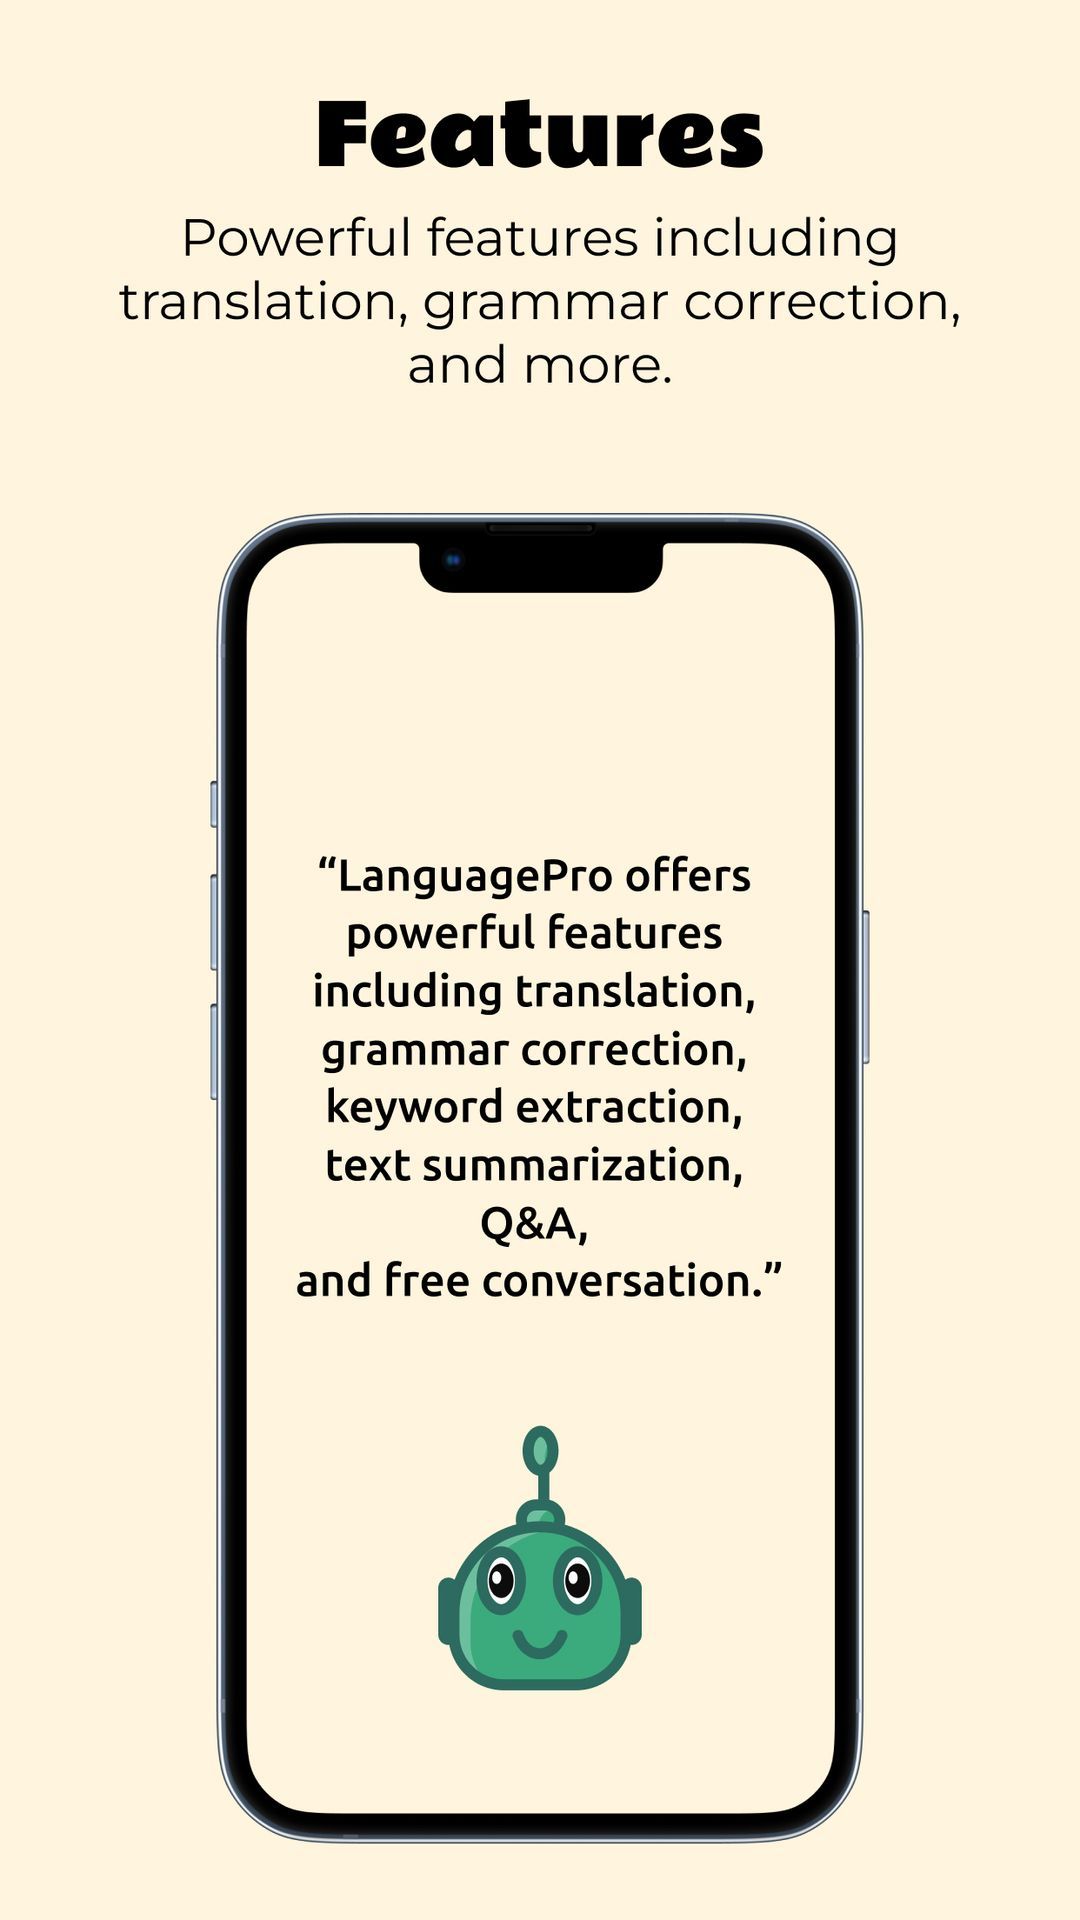 Features
Powerful features including
translation, grammar correction,
and more.
“LanguagePro offers
powerful features
including translation,
grammar correction,
keyword extraction,
text summarization,
Q&A,
and free conversation.”